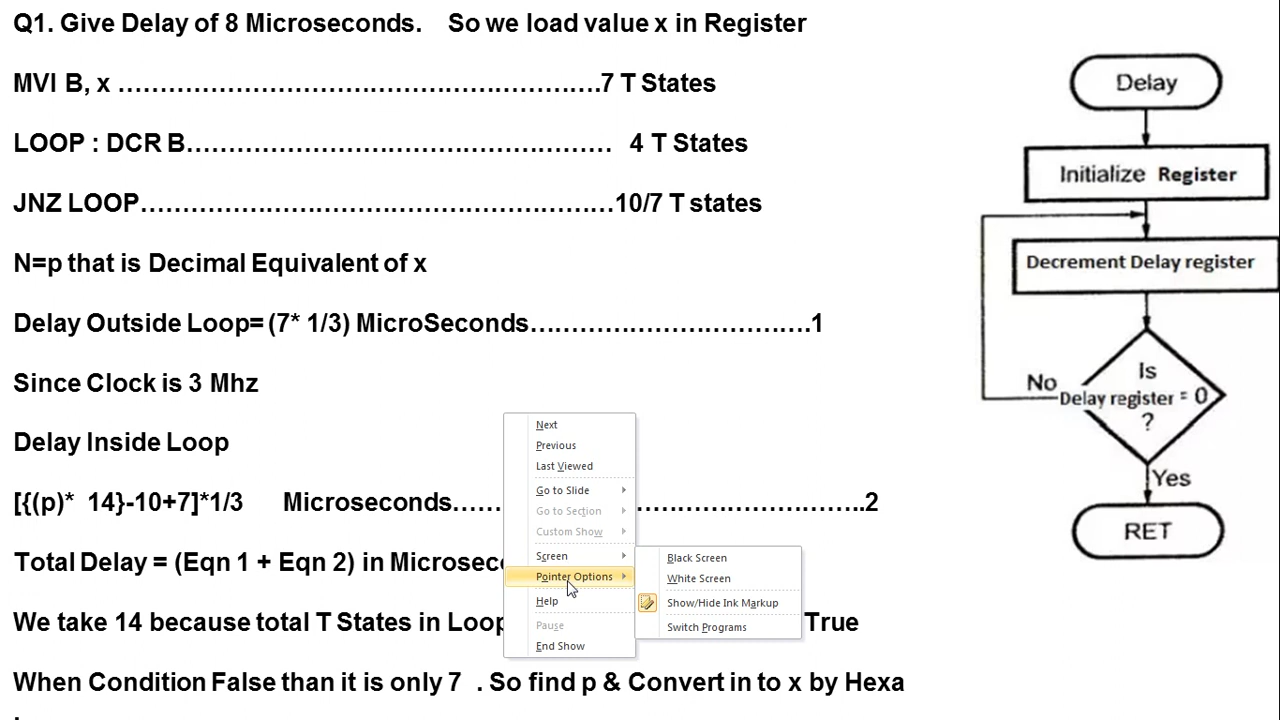 Q1. Give Delay of 8 Microseconds. So we load value x in Register
MVI B, x ……………………………………………….…7 T States
LOOP : DCR B…………………………………………… 4 T States
JNZ LOOP…………….………………….……………….…10/7 T states
N=p that is Decimal Equivalent of x
Delay Outside Loop= (7* 1/3) MicroSeconds….…….………….…….….1
Since Clock is 3 Mhz
Delay Inside Loop
[{(p)* 14}-10+7]*1/3 Microseconds…… ……………………..2
Total Delay = (Eqn 1 + Eqn 2) in Microsec
We take 14 because total T States in Loop True
When Condition False than it is only 7 . So find p & Convert in to x by Hexa
Next
Previous
Last Viewed
Go to Slide
Go to Section
Custom Show
Screen
Pointer Options
Help
Pause
End Show
Black Screen
White Screen
Show/Hide Ink Markup
Switch Programs
Delay
Initialize Register
Decrement Delay register
Is
Delay register = 0
?
No
Yes
RET